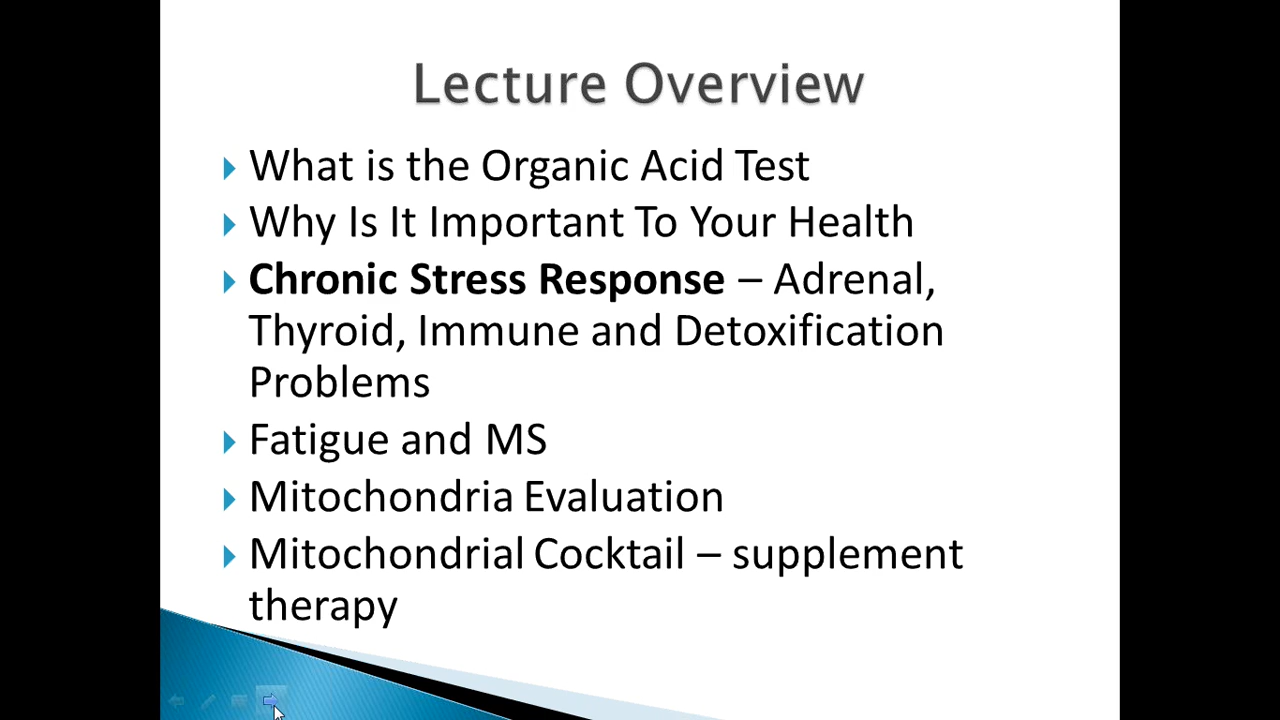 Lecture Overview
What is the Organic Acid Test
Why Is It Important To Your Health
Chronic Stress Response – Adrenal,
Thyroid, Immune and Detoxification
Problems
Fatigue and MS
Mitochondria Evaluation
Mitochondrial Cocktail – supplement
therapy